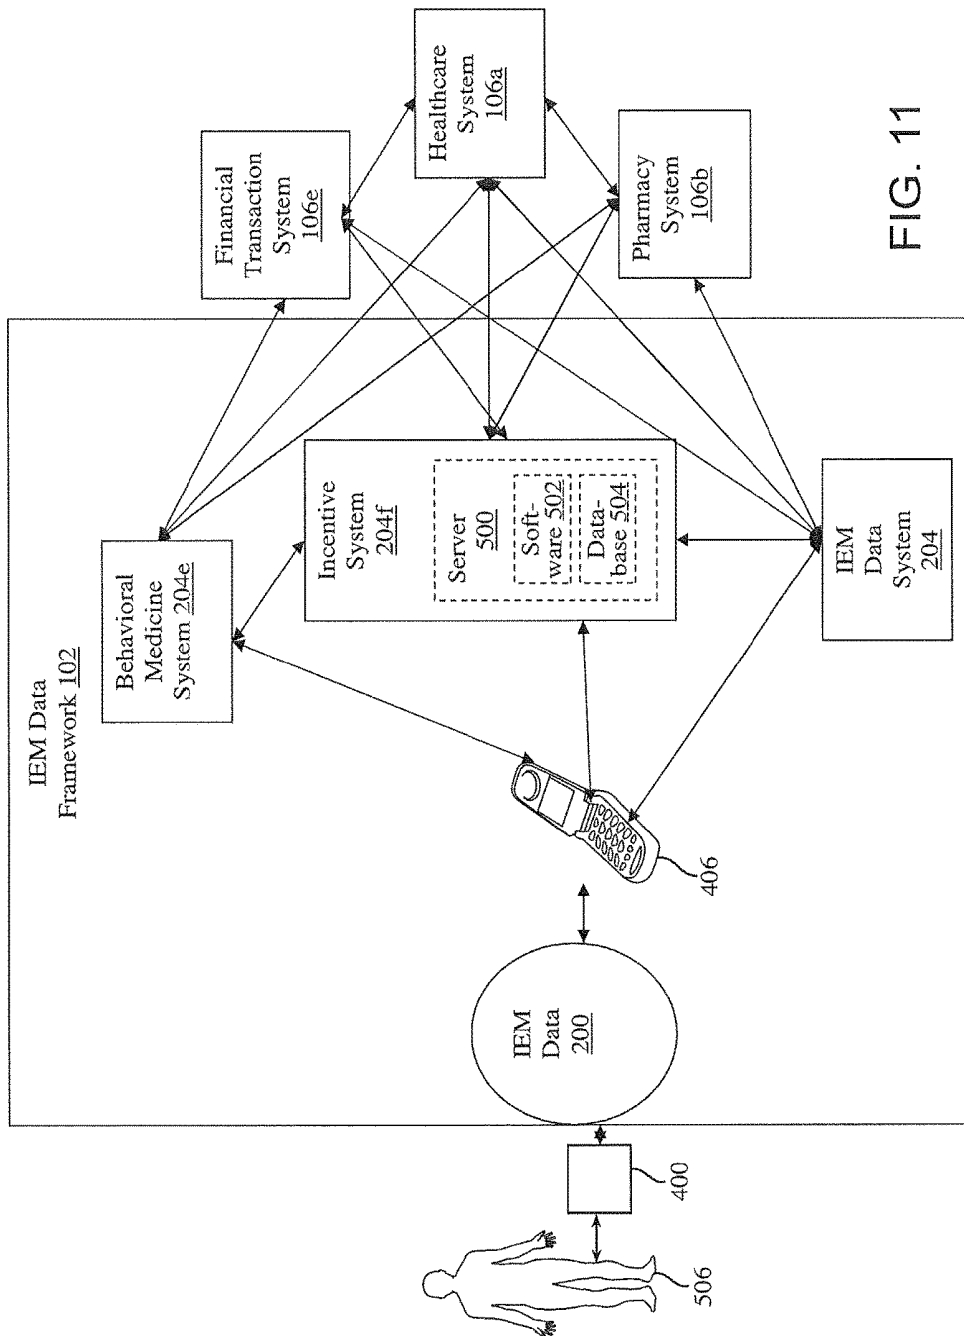 IEM Data
Framework 102
Behavioral
Medicine
System 204e
Financial
Transaction
System
106e
Healthcare
System
106a
Pharmacy
System
106b
Incentive
System
204f
Server
500
Soft-
ware 502
Data-
base 504
IEM
Data
System
204
IEM
Data
200
406
400
506
FIG. 11